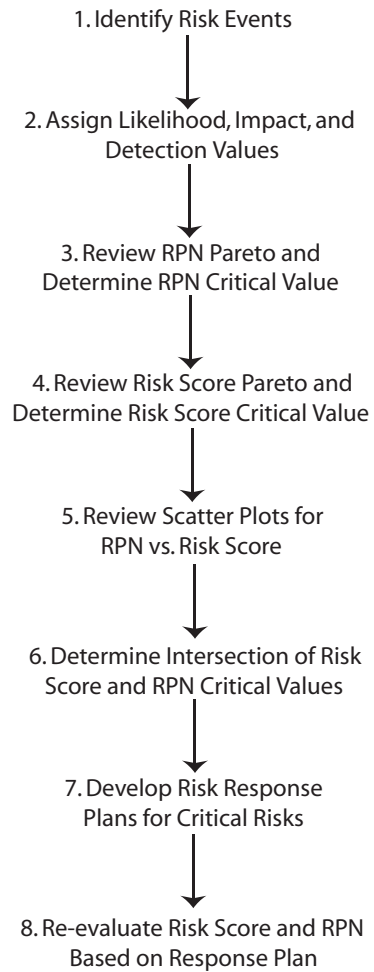 1. Identify Risk Events
2. Assign Likelihood, Impact, and
Detection Values
3. Review RPN Pareto and
Determine RPN Critical Value
4. Review Risk Score Pareto and
Determine Risk Score Critical Value
5. Review Scatter Plots for
RPN vs. Risk Score
6. Determine Intersection of Risk
Score and RPN Critical Values
7. Develop Risk Response
Plans for Critical Risks
8. Re-evaluate Risk Score and RPN
Based on Response Plan